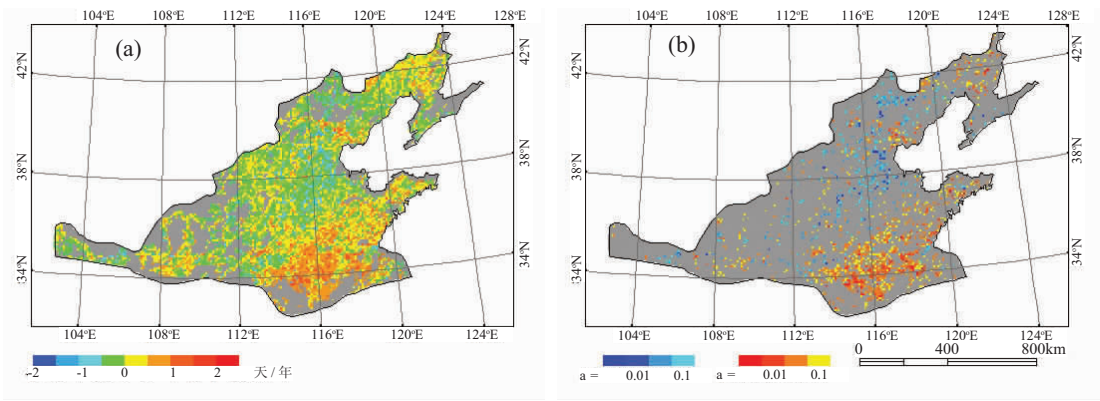 104°E 108°E 112°E 116°E 120°E 124°E 128°E
(a)
42°N 42°N
38°N 38°N
34°N 34°N
104°E 108°E 112°E 116°E 120°E 124°E
-2 -1 0 1 2 天/年
104°E 108°E 112°E 116°E 120°E 124°E 128°E
(b)
42°N 42°N
38°N 38°N
34°N 34°N
104°E 108°E 112°E 116°E 120°E 124°E
0 400 800km
a = 0.01 0.1 a = 0.01 0.1